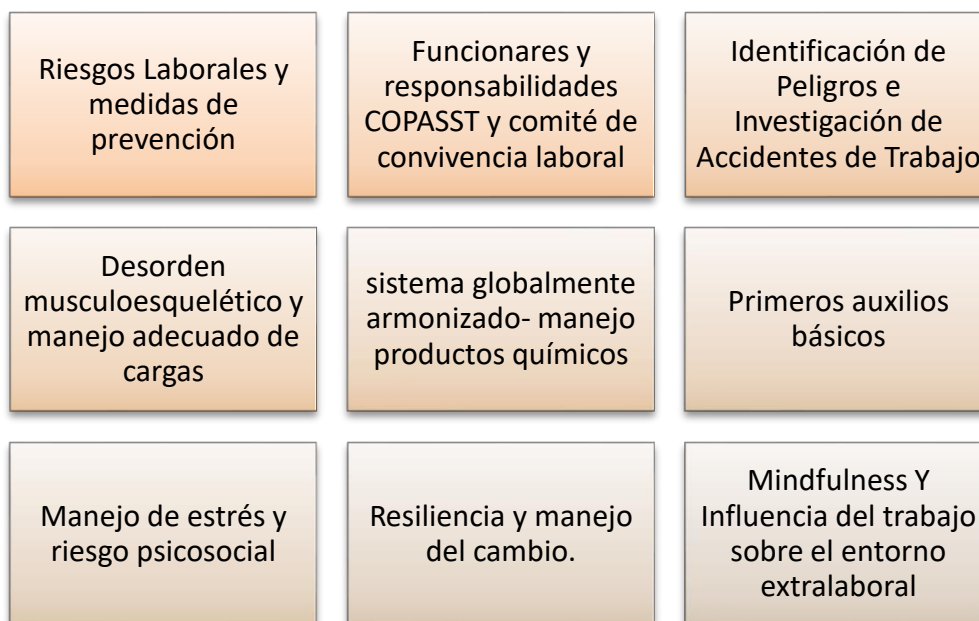 Riesgos Laborales y
medidas de
prevención
Funcionares y
responsabilidades
COPASST y comité de
convivencia laboral
Identificación de
Peligros e
Investigación de
Accidentes de Trabajo
Desorden
musculoesquelético y
manejo adecuado de
cargas
sistema globalmente
armonizado- manejo
productos químicos
Primeros auxilios
básicos
Manejo de estrés y
riesgo psicosocial
Resiliencia y manejo
del cambio.
Mindfulness Y
Influencia del trabajo
sobre el entorno
extralaboral